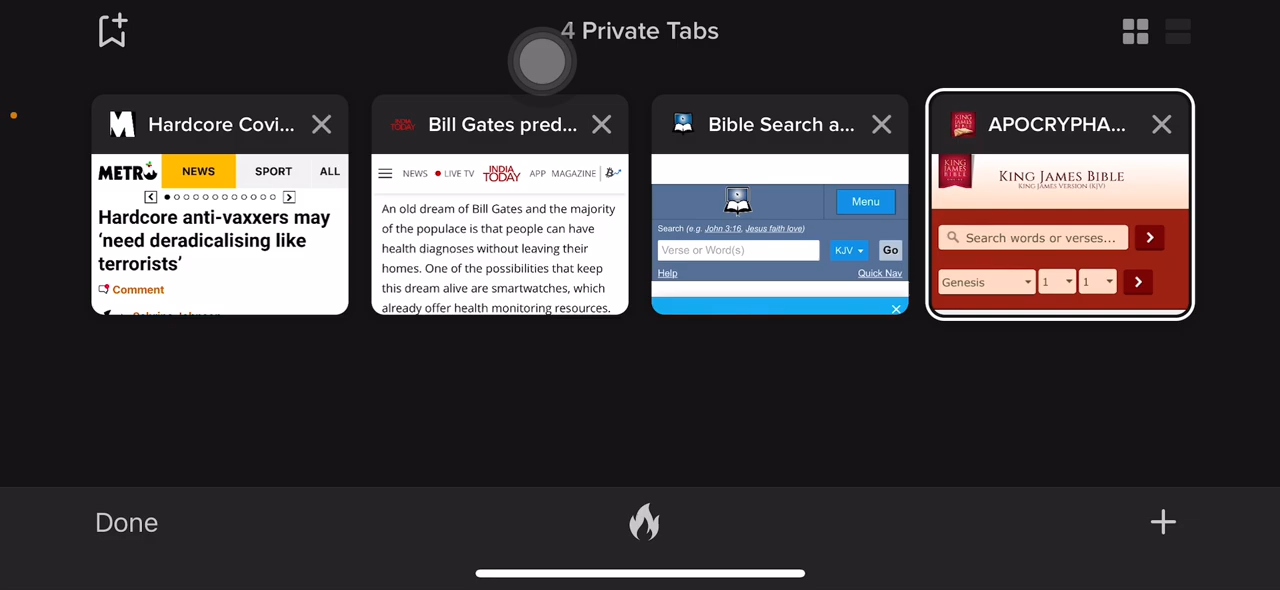 4 Private Tabs
Hardcore Covi...
METRO
NEWS
SPORT
ALL
Hardcore anti-vaxxers may
‘need deradicalising like
terrorists’
Comment
Bill Gates pred...
INDIA TODAY
NEWS
LIVE TV
INDIA
TODAY
APP
MAGAZINE
An old dream of Bill Gates and the majority
of the populace is that people can have
health diagnoses without leaving their
homes. One of the possibilities that keep
this dream alive are smartwatches, which
already offer health monitoring resources.
Bible Search a...
Menu
Search (e.g. John 3:16, Jesus faith love)
Verse or Word(s)
KJV
Go
Help
Quick Nav
APOCRYPHA...
KING JAMES BIBLE
KING JAMES BIBLE
KING JAMES VERSION (KJV)
Search words or verses...
Genesis
1
1
Done